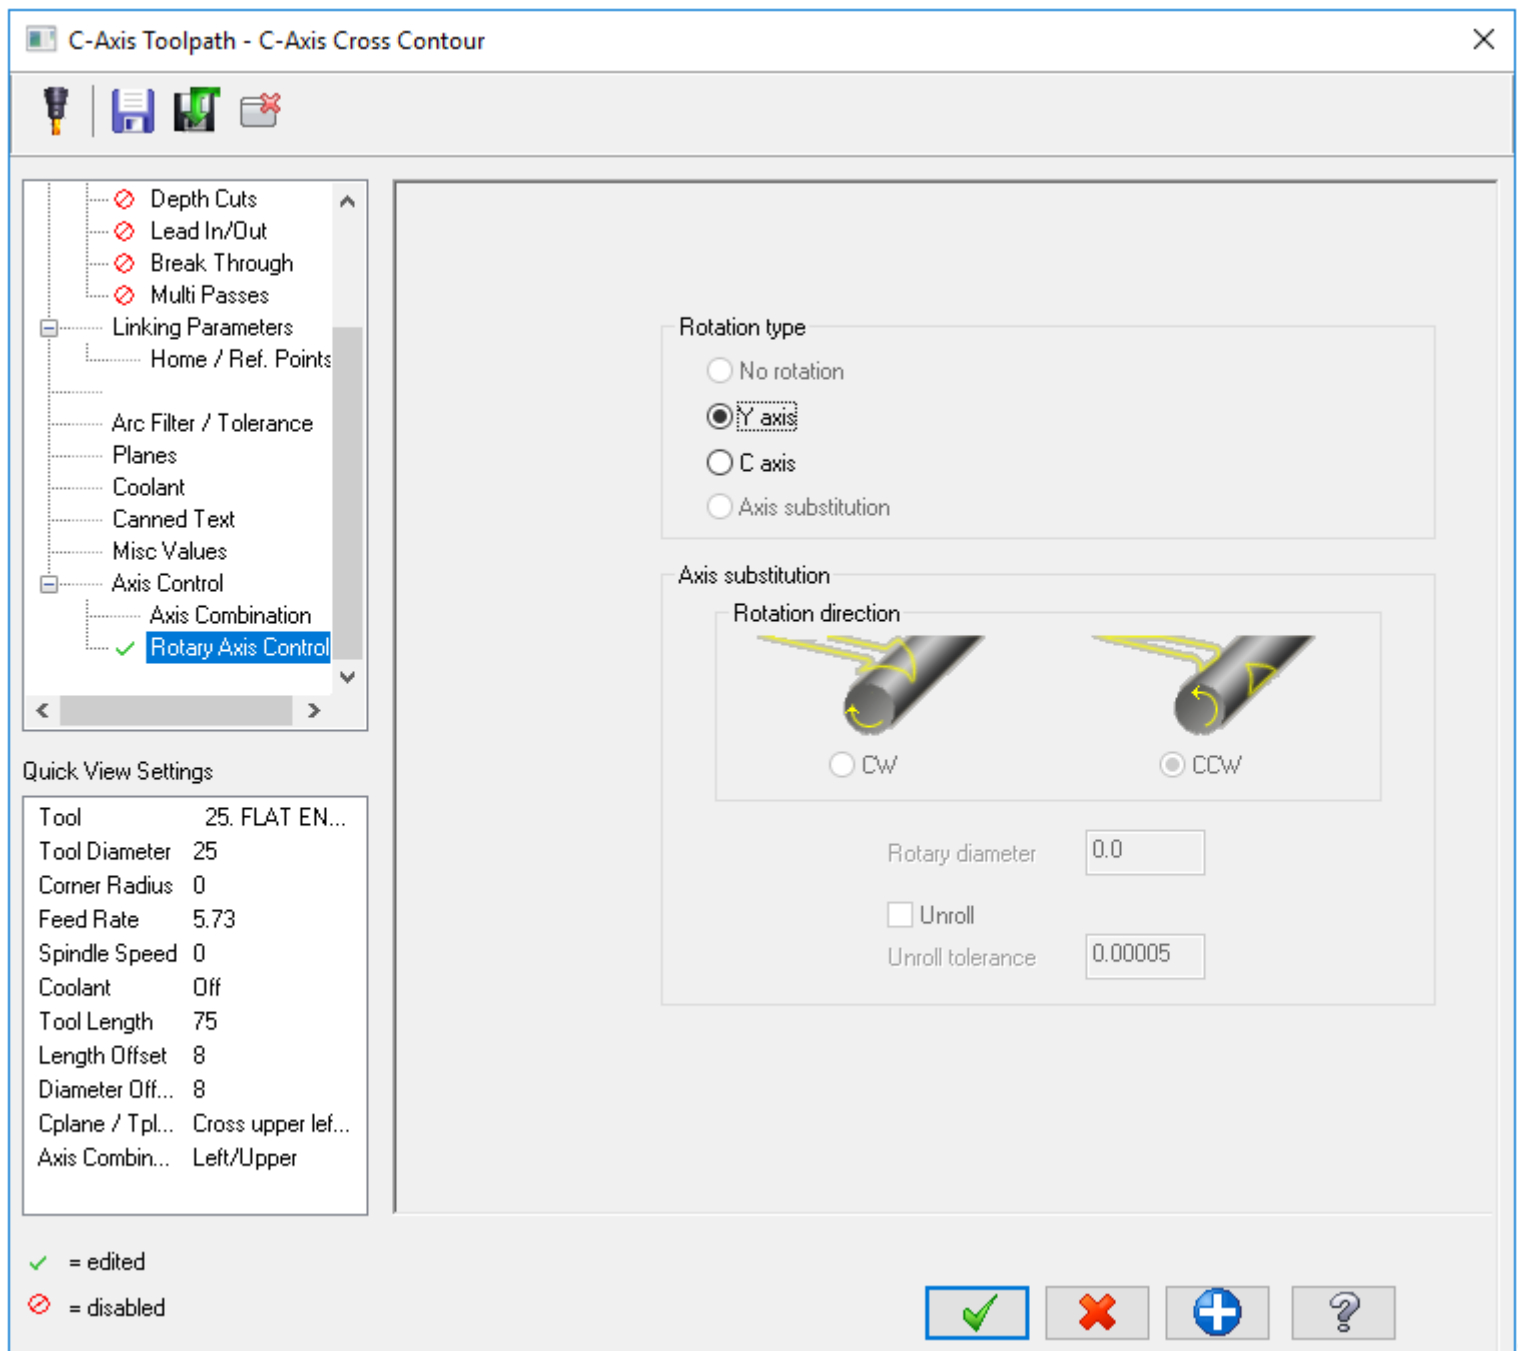 C-Axis Toolpath - C-Axis Cross Contour
Depth Cuts
Lead In/Out
Break Through
Multi Passes
Linking Parameters
Home / Ref. Points
Arc Filter / Tolerance
Planes
Coolant
Canned Text
Misc Values
Axis Control
Axis Combination
Rotary Axis Control
Quick View Settings
Tool 25. FLAT EN...
Tool Diameter 25
Corner Radius 0
Feed Rate 5.73
Spindle Speed 0
Coolant Off
Tool Length 75
Length Offset 8
Diameter Off... 8
Cplane / Tpl... Cross upper lef...
Axis Combin... Left/Upper
= edited
= disabled
Rotation type
No rotation
Y axis
C axis
Axis substitution
Axis substitution
Rotation direction
CW CCW
Rotary diameter 0.0
Unroll
Unroll tolerance 0.00005